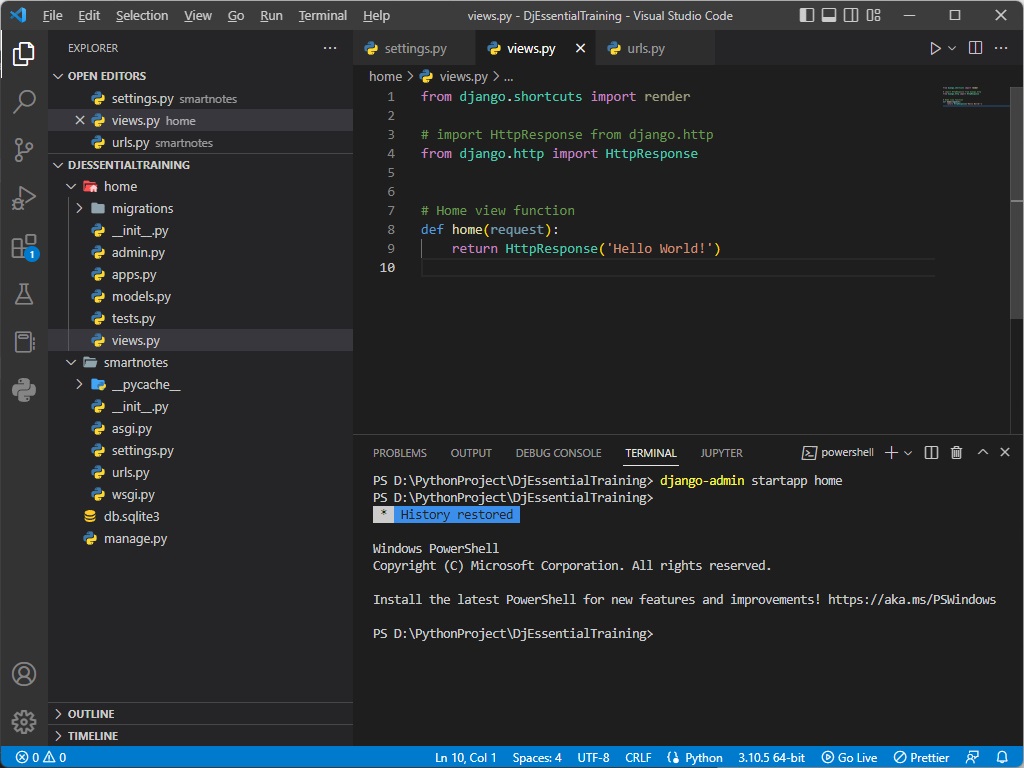 File Edit Selection View Go Run Terminal Help views.py - DjEssentialTraining - Visual Studio Code
EXPLORER
OPEN EDITORS
settings.py smartnotes
views.py home
urls.py smartnotes
DJESSENTIALTRAINING
home
migrations
__init__.py
admin.py
apps.py
models.py
tests.py
views.py
smartnotes
__pycache__
__init__.py
asgi.py
settings.py
urls.py
wsgi.py
db.sqlite3
manage.py
OUTLINE
TIMELINE
1
settings.py views.py urls.py
home > views.py > ...
1 from django.shortcuts import render
2
3 # import HttpResponse from django.http
4 from django.http import HttpResponse
5
6
7 # Home view function
8 def home(request):
9     return HttpResponse('Hello World!')
10
PROBLEMS OUTPUT DEBUG CONSOLE TERMINAL JUPYTER powershell
PS D:\PythonProject\DjEssentialTraining> django-admin startapp home
PS D:\PythonProject\DjEssentialTraining>
* History restored
Windows PowerShell
Copyright (C) Microsoft Corporation. All rights reserved.
Install the latest PowerShell for new features and improvements! https://aka.ms/PSWindows
PS D:\PythonProject\DjEssentialTraining>
0 0 Ln 10, Col 1 Spaces: 4 UTF-8 CRLF Python 3.10.5 64-bit Go Live Prettier